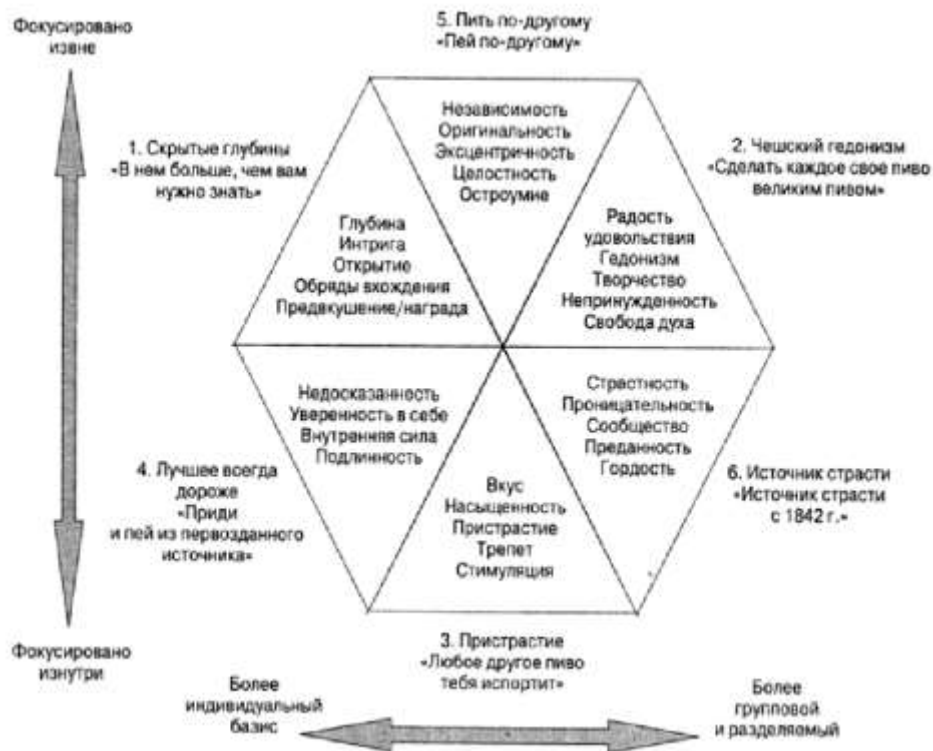 Фокусировано
извне
5. Пить по-другому
«Пей по-другому»
1. Скрытые глубины
«В нем больше, чем вам
нужно знать»
Независимость
Оригинальность
Эксцентричность
Целостность
Остроумие
2. Чешский гедонизм
«Сделать каждое свое пиво
великим пивом»
Глубина
Интрига
Открытие
Обряды вхождения
Предвкушение/награда
Радость
удовольствия
Гедонизм
Творчество
Непринужденность
Свобода духа
Недосказанность
Уверенность в себе
Внутренняя сила
Подлинность
Страстность
Проницательность
Сообщество
Преданность
Гордость
4. Лучшее всегда
дороже
«Приди
и пей из первозданного
источника»
Вкус
Насыщенность
Пристрастие
Трепет
Стимуляция
6. Источник страсти
«Источник страсти
с 1842 г.»
Фокусировано
изнутри
3. Пристрастие
«Любое другое пиво
тебя испортит»
Более
индивидуальный
базис
Более
групповой
и разделяемый